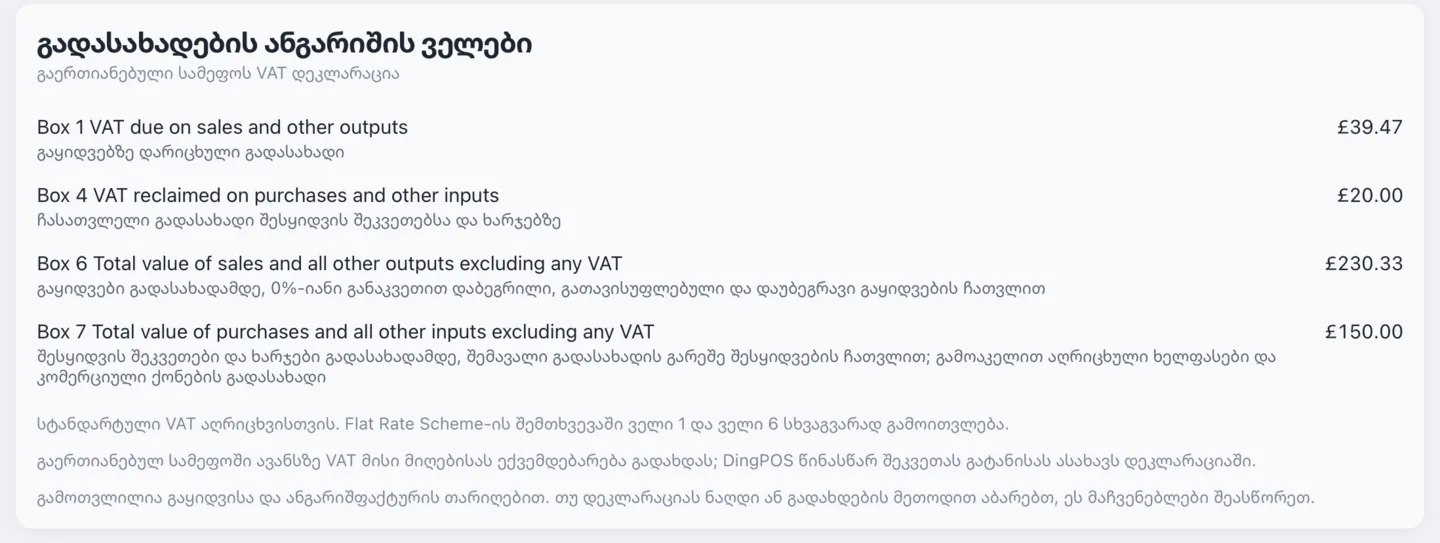 გადასახადების ანგარიშის ველები
გაერთიანებული სამეფოს VAT დეკლარაცია
Box 1 VAT due on sales and other outputs £39.47
გაყიდვებზე დარიცხული გადასახადი
Box 4 VAT reclaimed on purchases and other inputs £20.00
ჩასათვლელი გადასახადი შესყიდვის შეკვეთებსა და ხარჯებზე
Box 6 Total value of sales and all other outputs excluding any VAT £230.33
გაყიდვები გადასახადამდე, 0%-იანი განაკვეთით დაბეგრილი, გათავისუფლებული და დაუბეგრავი გაყიდვების ჩათვლით
Box 7 Total value of purchases and all other inputs excluding any VAT £150.00
შესყიდვის შეკვეთები და ხარჯები გადასახადამდე, შემავალი გადასახადის გარეშე შესყიდვების ჩათვლით; გამოაკელით აღრიცხული ხელფასები და
კომერციული ქონების გადასახადი
სტანდარტული VAT აღრიცხვისთვის. Flat Rate Scheme-ის შემთხვევაში ველი 1 და ველი 6 სხვაგვარად გამოითვლება.
გაერთიანებულ სამეფოში ავანსზე VAT მისი მიღებისას ექვემდებარება გადახდას; DingPOS წინასწარ შეკვეთას გატანისას ასახავს დეკლარაციაში.
გამოთვლილია გაყიდვისა და ანგარიშფაქტურის თარიღებით. თუ დეკლარაციას ნაღდი ან გადახდების მეთოდით აბარებთ, ეს მაჩვენებლები შეასწორეთ.